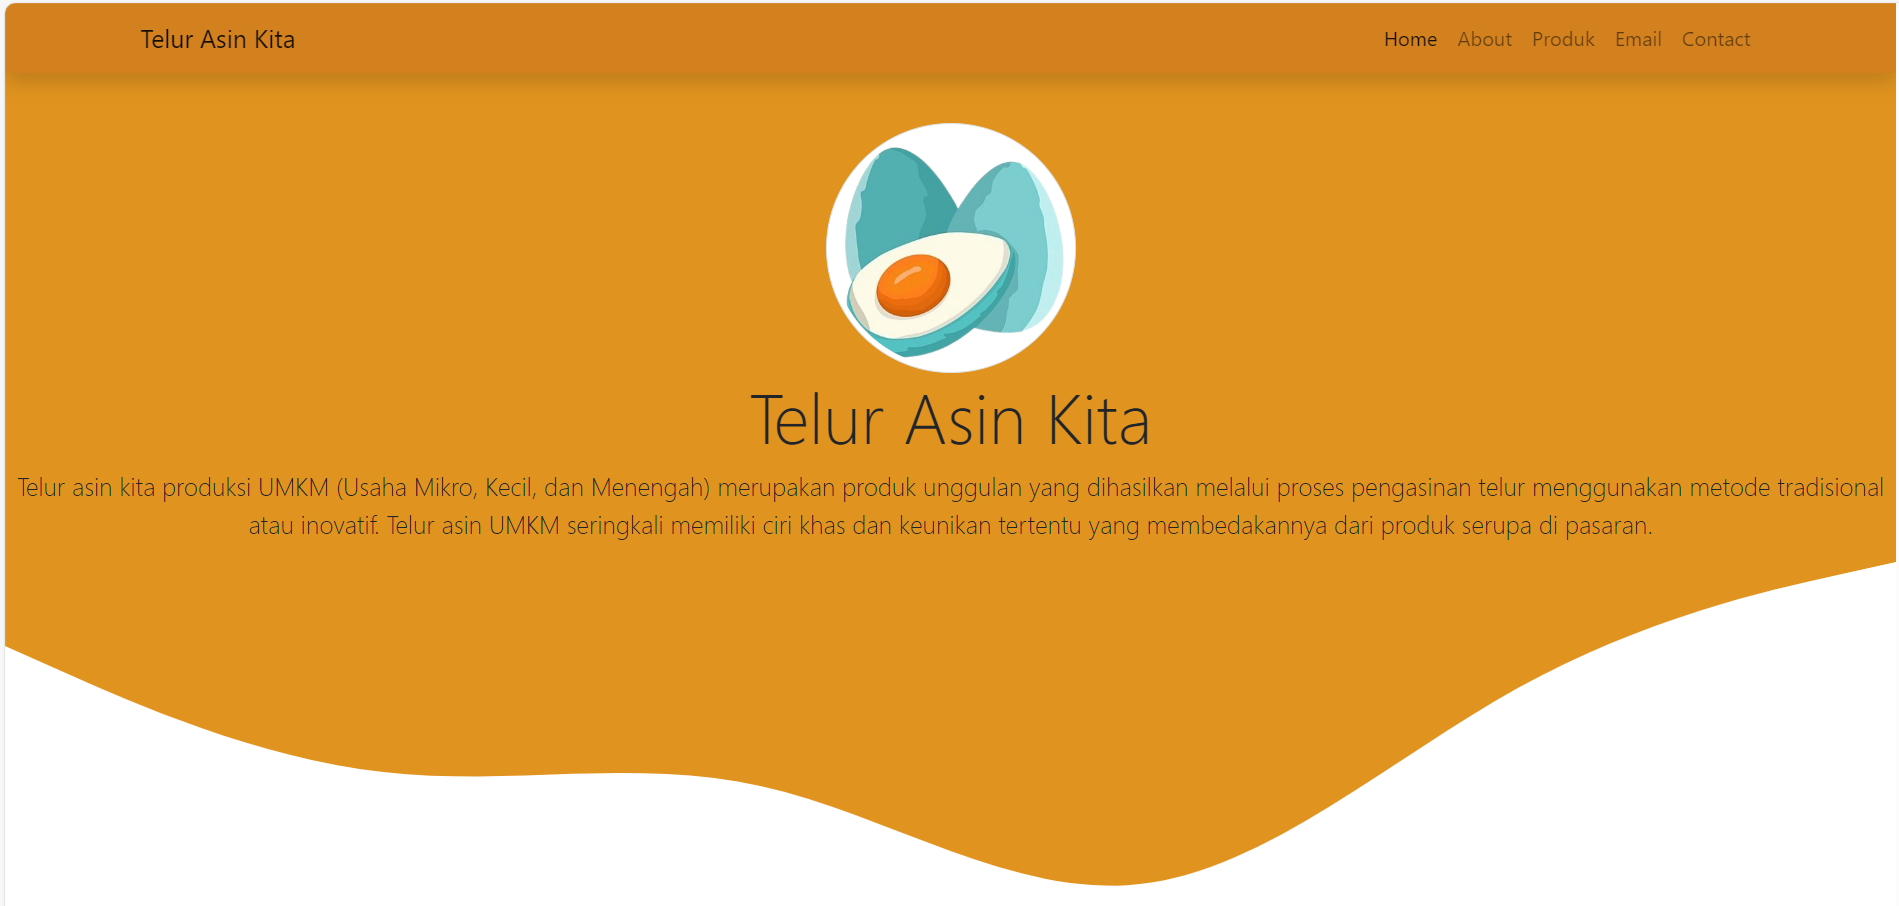 Telur Asin Kita
Home About Produk Email Contact
Telur Asin Kita
Telur asin kita produksi UMKM (Usaha Mikro, Kecil, dan Menengah) merupakan produk unggulan yang dihasilkan melalui proses pengasinan telur menggunakan metode tradisional
atau inovatif. Telur asin UMKM seringkali memiliki ciri khas dan keunikan tertentu yang membedakannya dari produk serupa di pasaran.